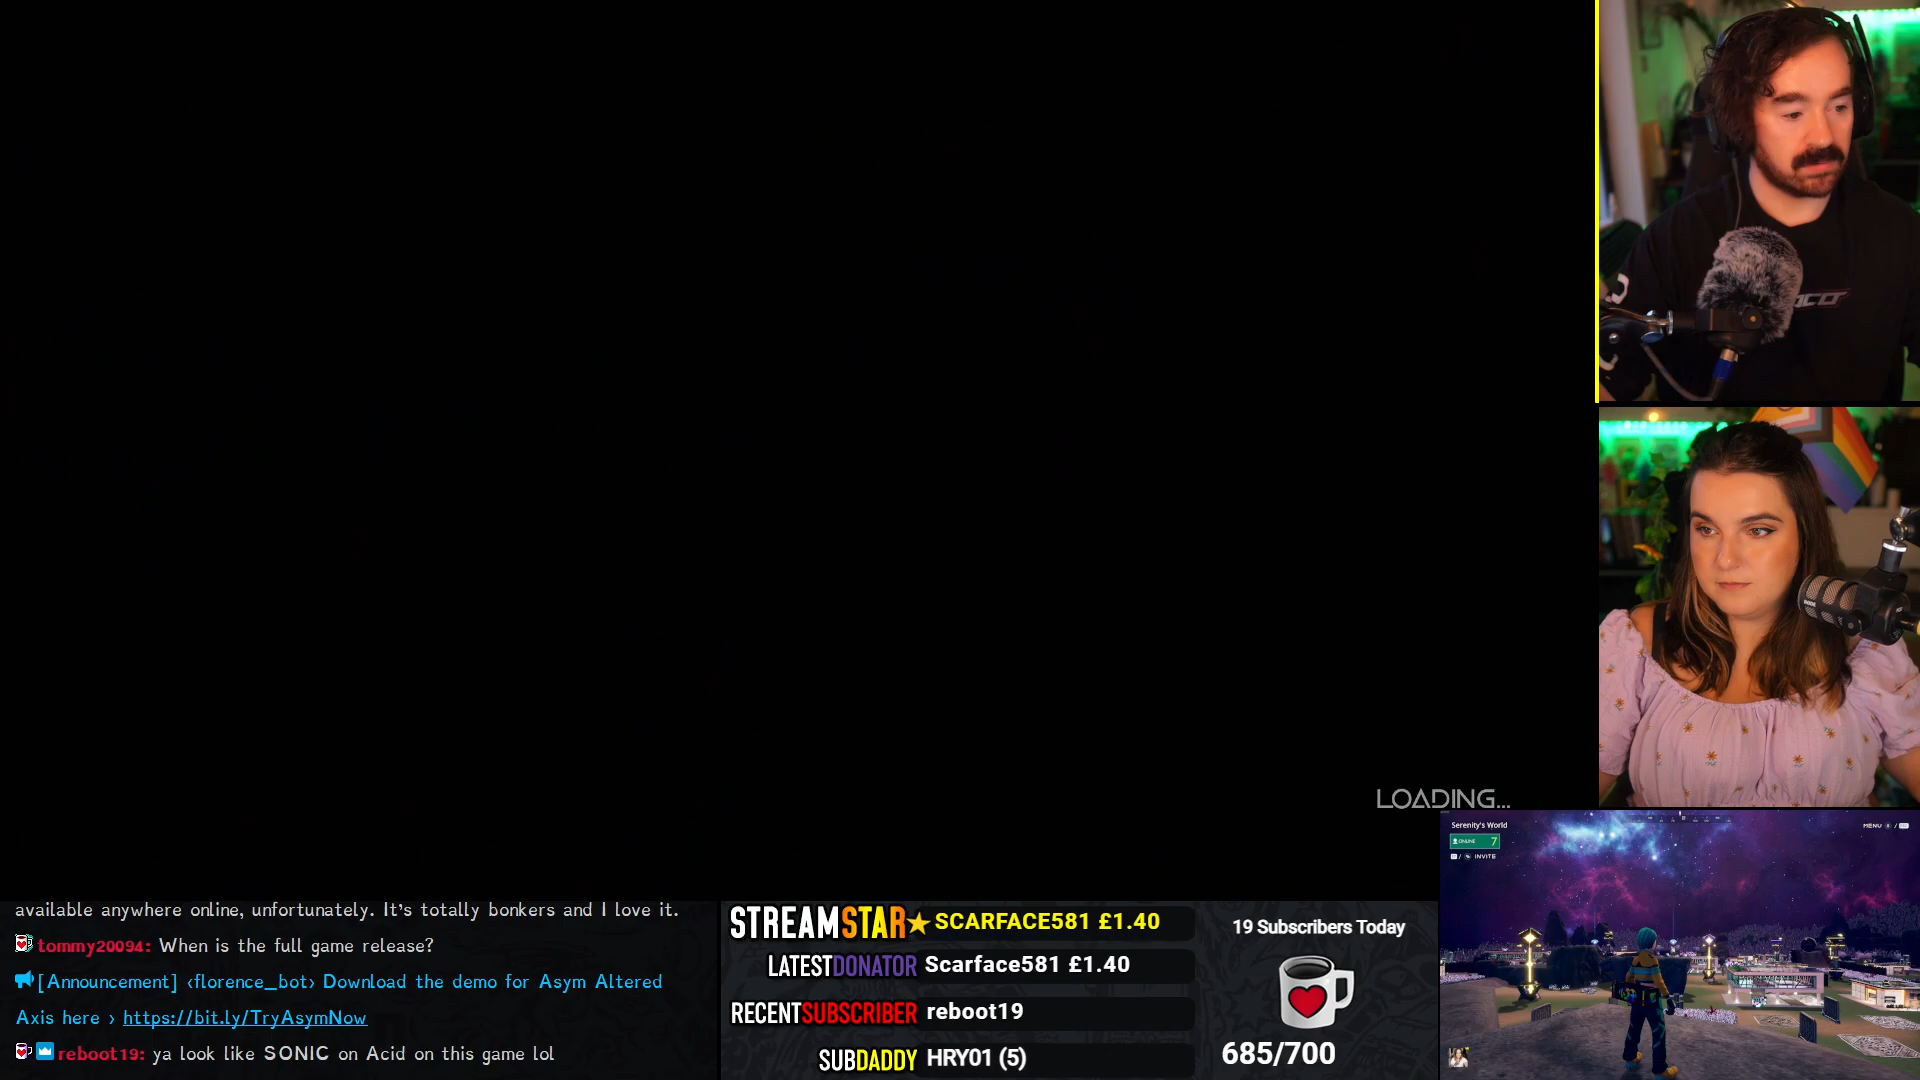 LOADING...
Serenity's World
MENU
ONLINE 7
INVITE
available anywhere online, unfortunately. It's totally bonkers and I love it.
tommy20094: When is the full game release?
[Announcement] ‹florence_bot› Download the demo for Asym Altered
Axis here › https://bit.ly/TryAsymNow
reboot19: ya look like SONIC on Acid on this game lol
STREAMSTAR★ SCARFACE581 £1.40
LATESTDONATOR Scarface581 £1.40
RECENTSUBSCRIBER reboot19
SUBDADDY HRY01 (5)
19 Subscribers Today
685/700